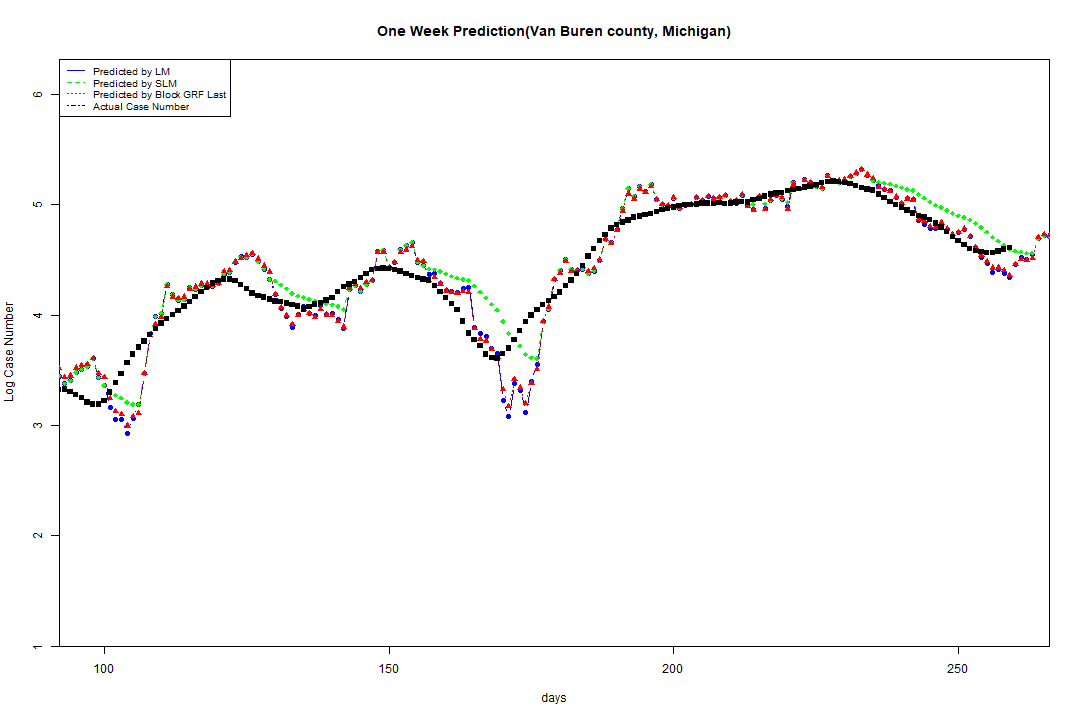 One Week Prediction(Van Buren county, Michigan)
Predicted by LM
Predicted by SLM
Predicted by Block GRF Last
Actual Case Number
6
5
4
3
2
1
Log Case Number
100 150 200 250
days